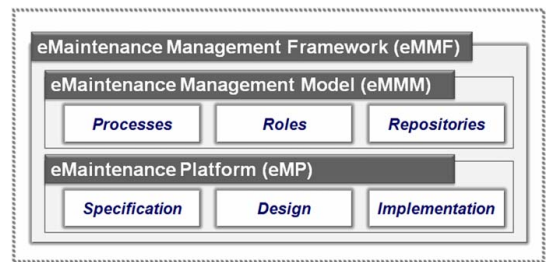 eMaintenance Management Framework (eMMF)
eMaintenance Management Model (eMMM)
Processes Roles Repositories
eMaintenance Platform (eMP)
Specification Design Implementation